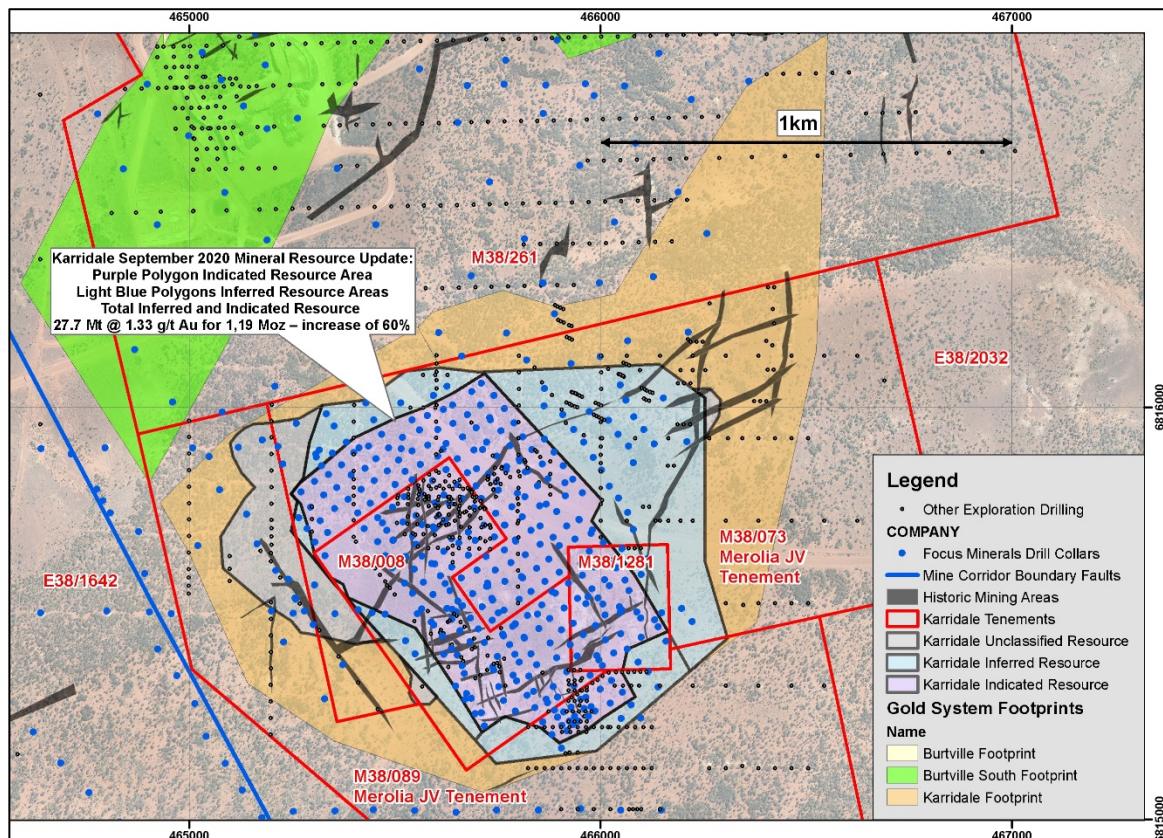 465000
466000
467000
1km
M38/261
Karridale September 2020 Mineral Resource Update:
Purple Polygon Indicated Resource Area
Light Blue Polygons Inferred Resource Areas
Total Inferred and Indicated Resource
27.7 Mt @ 1.33 g/t Au for 1,19 Moz – increase of 60%
E38/2032
6816000
M38/008
M38/1281
M38/073
Merolia JV
Tenement
E38/1642
M38/089
Merolia JV Tenement
Legend
Other Exploration Drilling
COMPANY
Focus Minerals Drill Collars
Mine Corridor Boundary Faults
Historic Mining Areas
Karridale Tenements
Karridale Unclassified Resource
Karridale Inferred Resource
Karridale Indicated Resource
Gold System Footprints
Name
Burtville Footprint
Burtville South Footprint
Karridale Footprint
6815000
465000
466000
467000